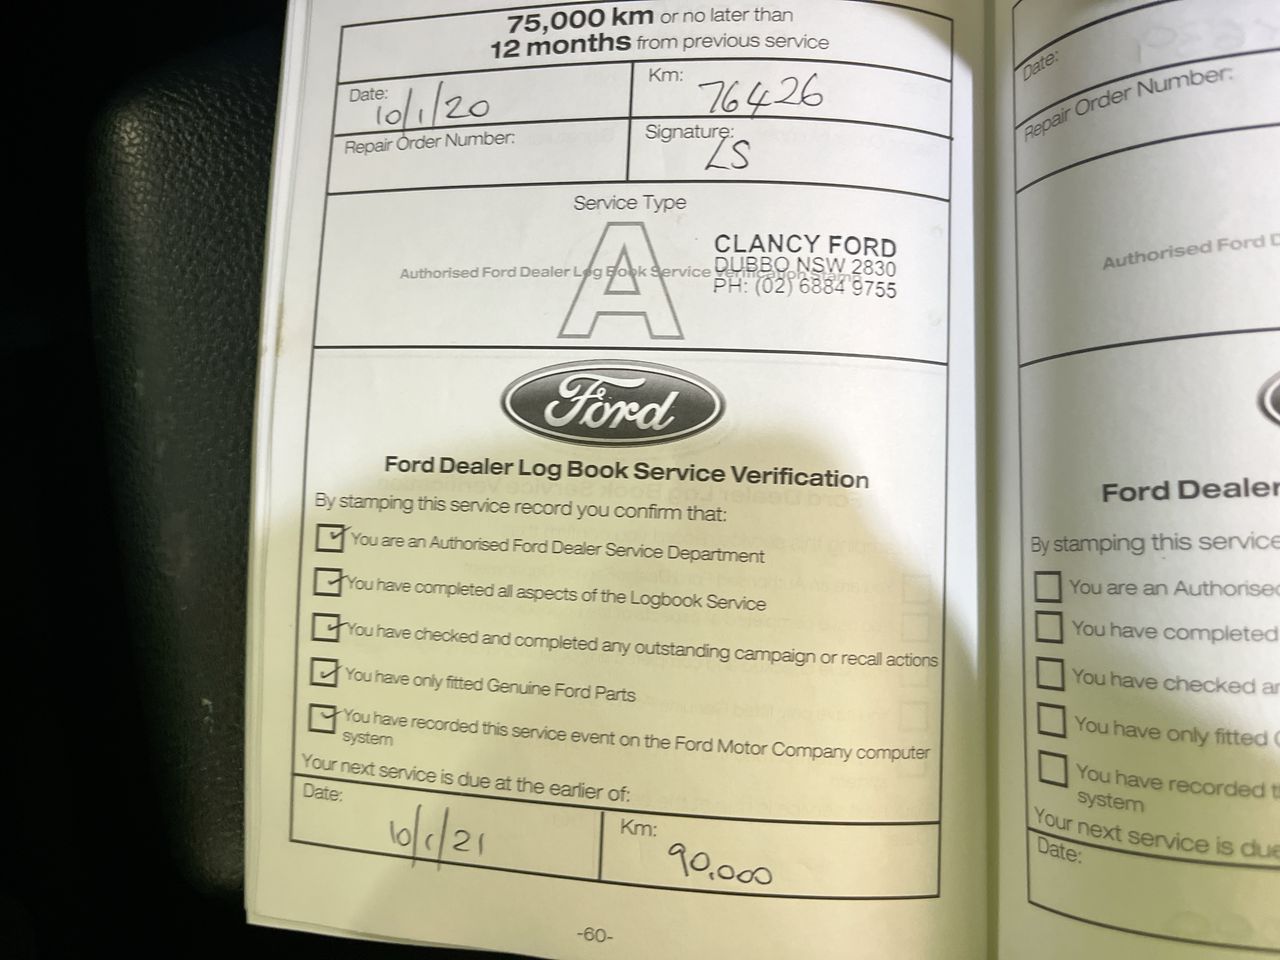 75,000 km or no later than
12 months from previous service
Date: 10/1/20
Km: 76426
Repair Order Number:
Signature: LS
Service Type
A
Authorised Ford Dealer Log Book Service Verification Stamp
CLANCY FORD
DUBBO NSW 2830
PH: (02) 6884 9755
Ford
Ford Dealer Log Book Service Verification
By stamping this service record you confirm that:
You are an Authorised Ford Dealer Service Department
You have completed all aspects of the Logbook Service
You have checked and completed any outstanding campaign or recall actions
You have only fitted Genuine Ford Parts
You have recorded this service event on the Ford Motor Company computer
system
Your next service is due at the earlier of:
Date: 10/1/21
Km: 90,000
-60-
Date:
Repair Order Number:
Authorised Ford D
Ford Dealer
By stamping this service
You are an Authorised
You have completed
You have checked an
You have only fitted G
You have recorded t
system
Your next service is due
Date: